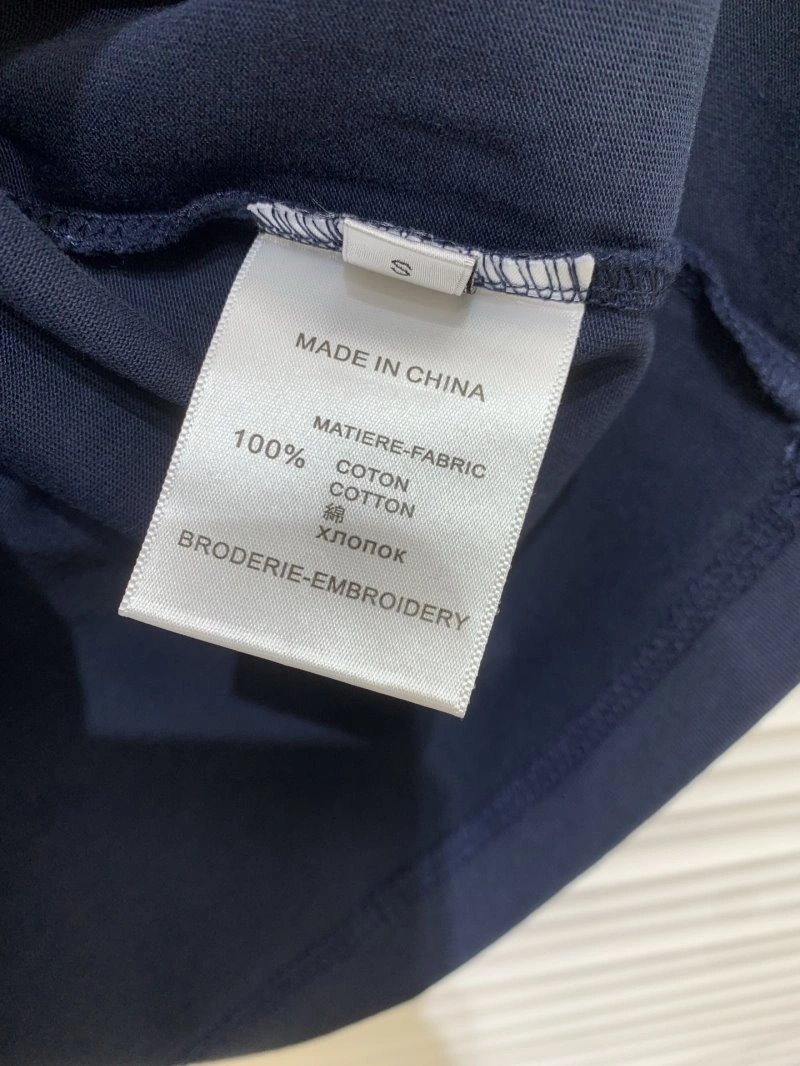 S
MADE IN CHINA
MATIERE-FABRIC
100% COTON
COTTON
綿
ХЛОПОК
BRODERIE-EMBROIDERY